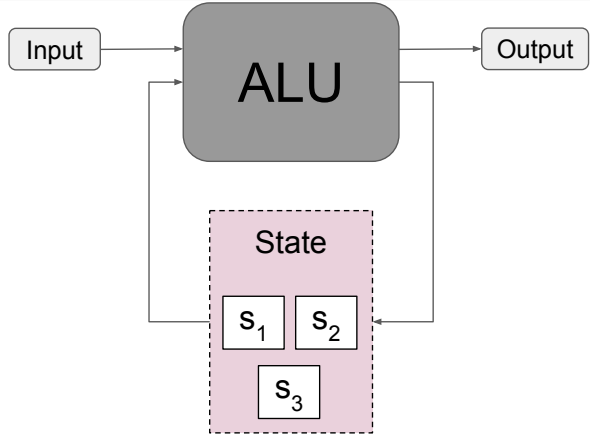 Input
ALU
Output
State
s1
s2
s3